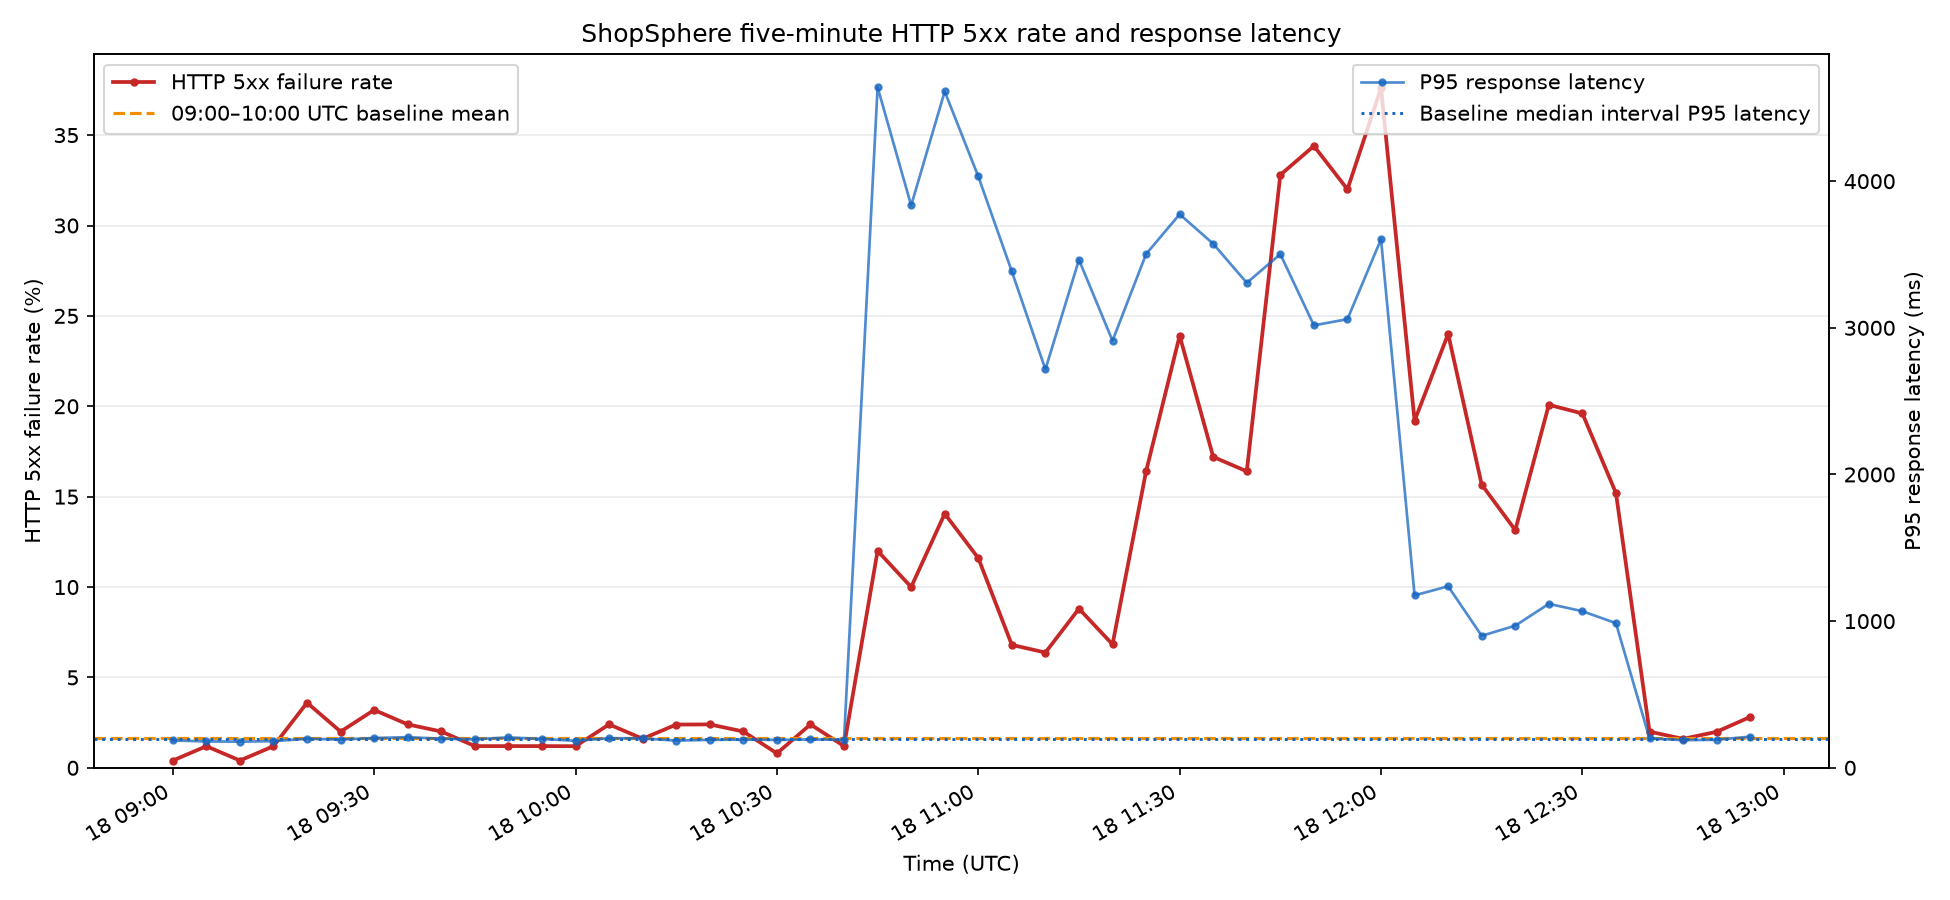 ShopSphere five-minute HTTP 5xx rate and response latency
HTTP 5xx failure rate
09:00–10:00 UTC baseline mean
P95 response latency
Baseline median interval P95 latency
HTTP 5xx failure rate (%)
35
30
25
20
15
10
5
0
4000
3000
2000
1000
0
P95 response latency (ms)
18 09:00
18 09:30
18 10:00
18 10:30
18 11:00
18 11:30
18 12:00
18 12:30
18 13:00
Time (UTC)